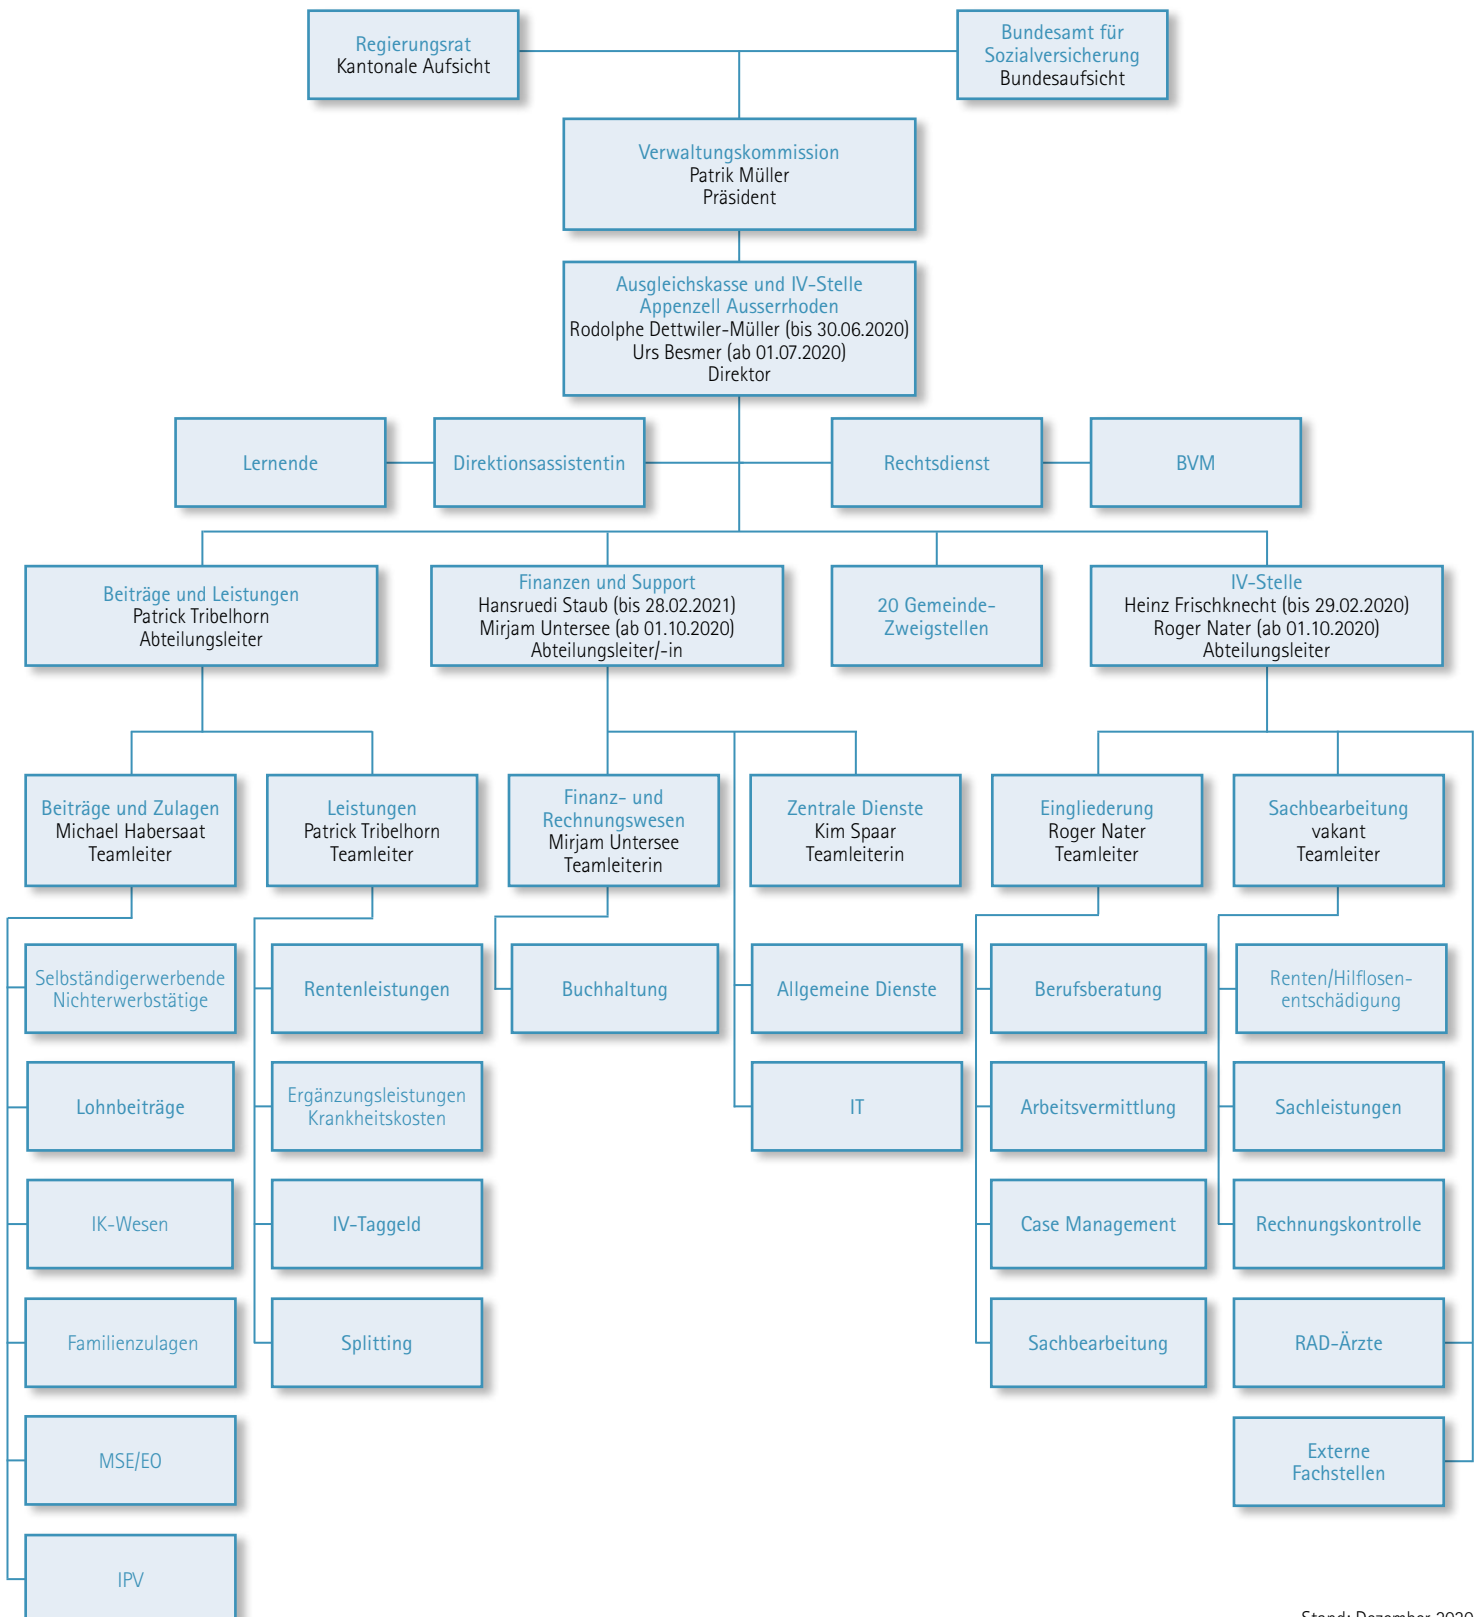 Regierungsrat
Kantonale Aufsicht
Bundesamt für
Sozialversicherung
Bundesaufsicht
Verwaltungskommission
Patrik Müller
Präsident
Ausgleichskasse und IV-Stelle
Appenzell Ausserrhoden
Rodolphe Dettwiler-Müller (bis 30.06.2020)
Urs Besmer (ab 01.07.2020)
Direktor
Lernende
Direktionsassistentin
Rechtsdienst
BVM
Beiträge und Leistungen
Patrick Tribelhorn
Abteilungsleiter
Finanzen und Support
Hansruedi Staub (bis 28.02.2021)
Mirjam Untersee (ab 01.10.2020)
Abteilungsleiter/-in
20 Gemeinde-
Zweigstellen
IV-Stelle
Heinz Frischknecht (bis 29.02.2020)
Roger Nater (ab 01.10.2020)
Abteilungsleiter
Beiträge und Zulagen
Michael Habersaat
Teamleiter
Leistungen
Patrick Tribelhorn
Teamleiter
Finanz- und
Rechnungswesen
Mirjam Untersee
Teamleiterin
Zentrale Dienste
Kim Spaar
Teamleiterin
Eingliederung
Roger Nater
Teamleiter
Sachbearbeitung
vakant
Teamleiter
Selbständigerwerbende
Nichterwerbstätige
Rentenleistungen
Buchhaltung
Allgemeine Dienste
Berufsberatung
Renten/Hilflosen-
entschädigung
Lohnbeiträge
Ergänzungsleistungen
Krankheitskosten
IT
Arbeitsvermittlung
Sachleistungen
IK-Wesen
IV-Taggeld
Case Management
Rechnungskontrolle
Familienzulagen
Splitting
Sachbearbeitung
RAD-Ärzte
MSE/EO
Externe
Fachstellen
IPV
Stand: Dezember 2020